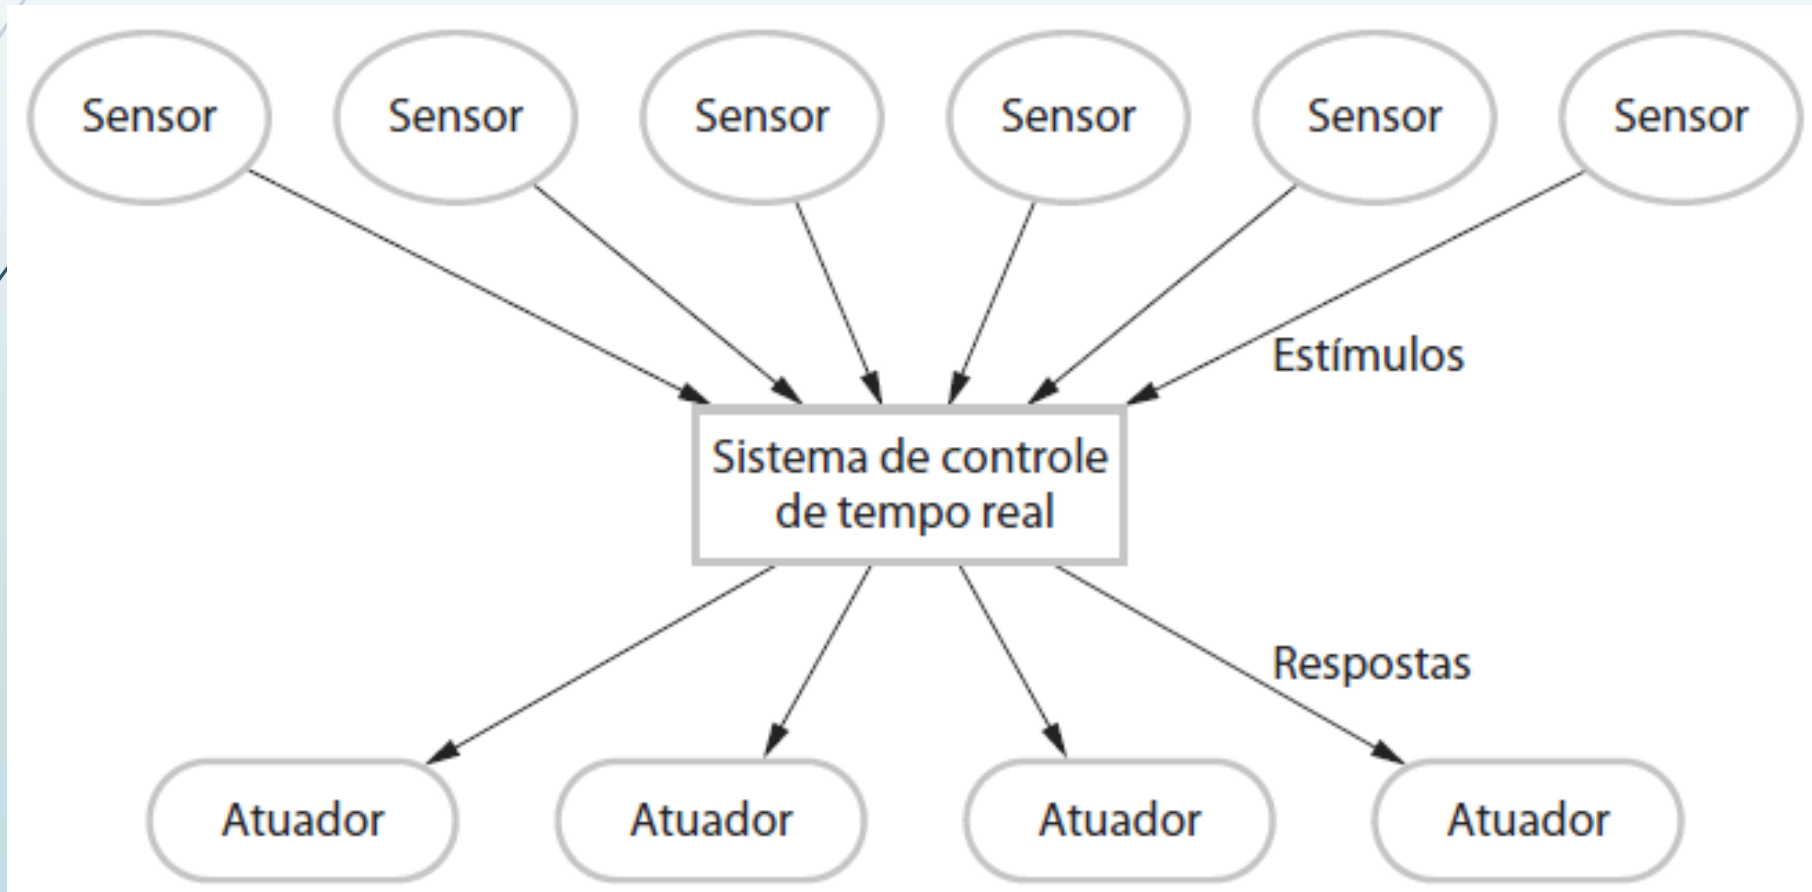 Sensor
Sensor
Sensor
Sensor
Sensor
Sensor
Estímulos
Sistema de controle
de tempo real
Respostas
Atuador
Atuador
Atuador
Atuador